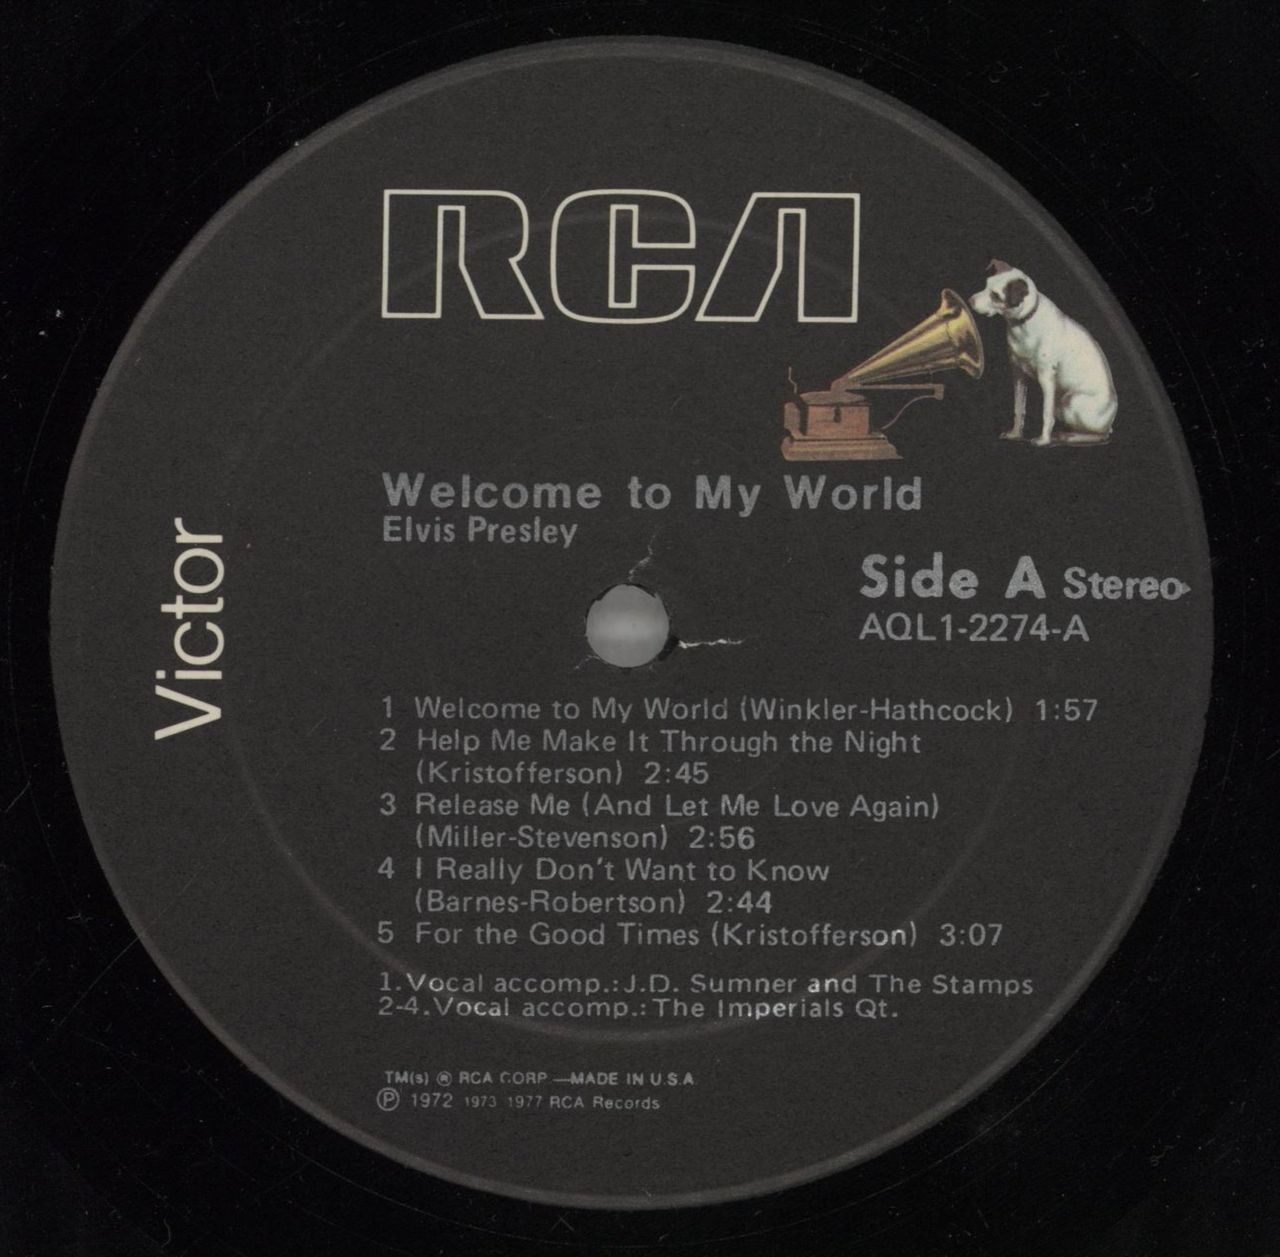 RCA
Victor
Welcome to My World
Elvis Presley
Side A Stereo
AQL1-2274-A
1 Welcome to My World (Winkler-Hathcock) 1:57
2 Help Me Make It Through the Night
(Kristofferson) 2:45
3 Release Me (And Let Me Love Again)
(Miller-Stevenson) 2:56
4 I Really Don't Want to Know
(Barnes-Robertson) 2:44
5 For the Good Times (Kristofferson) 3:07
1.Vocal accomp.:J.D. Sumner and The Stamps
2-4.Vocal accomp.:The Imperials Qt.
TM(s) ® RCA CORP.—MADE IN U.S.A.
℗ 1972 1973 1977 RCA Records